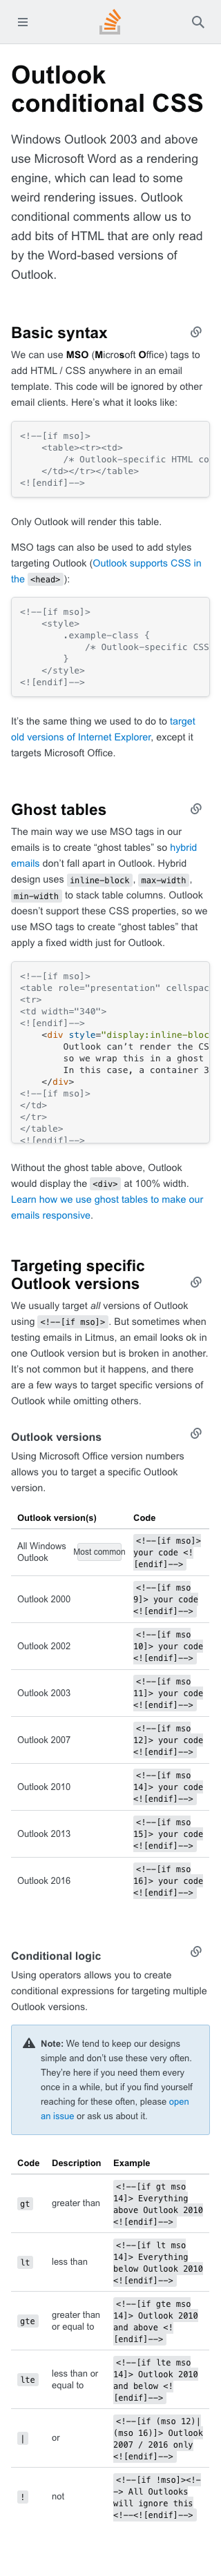 Outlook
conditional CSS
Windows Outlook 2003 and above
use Microsoft Word as a rendering
engine, which can lead to some
weird rendering issues. Outlook
conditional comments allow us to
add bits of HTML that are only read
by the Word-based versions of
Outlook.
Basic syntax
We can use MSO (Microsoft Office) tags to
add HTML / CSS anywhere in an email
template. This code will be ignored by other
email clients. Here's what it looks like:
<!--[if mso]>
<table><tr><td>
/* Outlook-specific HTML co
</td></tr></table>
<![endif]-->
Only Outlook will render this table.
MSO tags can also be used to add styles
targeting Outlook (Outlook supports CSS in
the <head>):
<!--[if mso]>
<style>
.example-class {
/* Outlook-specific CSS
}
</style>
<![endif]-->
It's the same thing we used to do to target
old versions of Internet Explorer, except it
targets Microsoft Office.
Ghost tables
The main way we use MSO tags in our
emails is to create "ghost tables" so hybrid
emails don't fall apart in Outlook. Hybrid
design uses inline-block, max-width,
min-width to stack table columns. Outlook
doesn't support these CSS properties, so we
use MSO tags to create "ghost tables" that
apply a fixed width just for Outlook.
<!--[if mso]>
<table role="presentation" cellspac
<tr>
<td width="340">
<![endif]-->
<div style="display:inline-bloc
Outlook can't render the CS
so we wrap this in a ghost
In this case, a container 3
</div>
<!--[if mso]>
</td>
</tr>
</table>
<![endif]-->
Without the ghost table above, Outlook
would display the <div> at 100% width.
Learn how we use ghost tables to make our
emails responsive.
Targeting specific
Outlook versions
We usually target all versions of Outlook
using <!--[if mso]>. But sometimes when
testing emails in Litmus, an email looks ok in
one Outlook version but is broken in another.
It's not common but it happens, and there
are a few ways to target specific versions of
Outlook while omitting others.
Outlook versions
Using Microsoft Office version numbers
allows you to target a specific Outlook
version.
Outlook version(s) Code
All Windows
Outlook
Most common
<!--[if mso]>
your code <!
[endif]-->
Outlook 2000
<!--[if mso
9]> your code
<![endif]-->
Outlook 2002
<!--[if mso
10]> your code
<![endif]-->
Outlook 2003
<!--[if mso
11]> your code
<![endif]-->
Outlook 2007
<!--[if mso
12]> your code
<![endif]-->
Outlook 2010
<!--[if mso
14]> your code
<![endif]-->
Outlook 2013
<!--[if mso
15]> your code
<![endif]-->
Outlook 2016
<!--[if mso
16]> your code
<![endif]-->
Conditional logic
Using operators allows you to create
conditional expressions for targeting multiple
Outlook versions.
Note: We tend to keep our designs
simple and don't use these very often.
They're here if you need them every
once in a while, but if you find yourself
reaching for these often, please open
an issue or ask us about it.
Code Description Example
gt
greater than
<!--[if gt mso
14]> Everything
above Outlook 2010
<![endif]-->
lt
less than
<!--[if lt mso
14]> Everything
below Outlook 2010
<![endif]-->
gte
greater than
or equal to
<!--[if gte mso
14]> Outlook 2010
and above <!
[endif]-->
lte
less than or
equal to
<!--[if lte mso
14]> Outlook 2010
and below <!
[endif]-->
|
or
<!--[if (mso 12)|
(mso 16)]> Outlook
2007 / 2016 only
<![endif]-->
!
not
<!--[if !mso]><!-
-> All Outlooks
will ignore this
<!--<![endif]-->